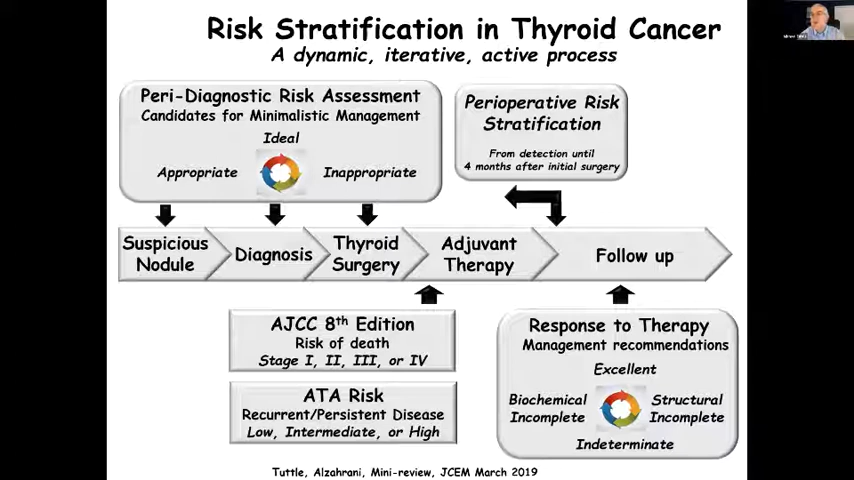 Risk Stratification in Thyroid Cancer
A dynamic, iterative, active process
Peri-Diagnostic Risk Assessment
Candidates for Minimalistic Management
Ideal
Appropriate
Inappropriate
Perioperative Risk
Stratification
From detection until
4 months after initial surgery
Suspicious
Nodule
Diagnosis
Thyroid
Surgery
Adjuvant
Therapy
Follow up
AJCC 8th Edition
Risk of death
Stage I, II, III, or IV
ATA Risk
Recurrent/Persistent Disease
Low, Intermediate, or High
Response to Therapy
Management recommendations
Excellent
Biochemical
Incomplete
Structural
Incomplete
Indeterminate
Tuttle, Alzahrani, Mini-review, JCEM March 2019